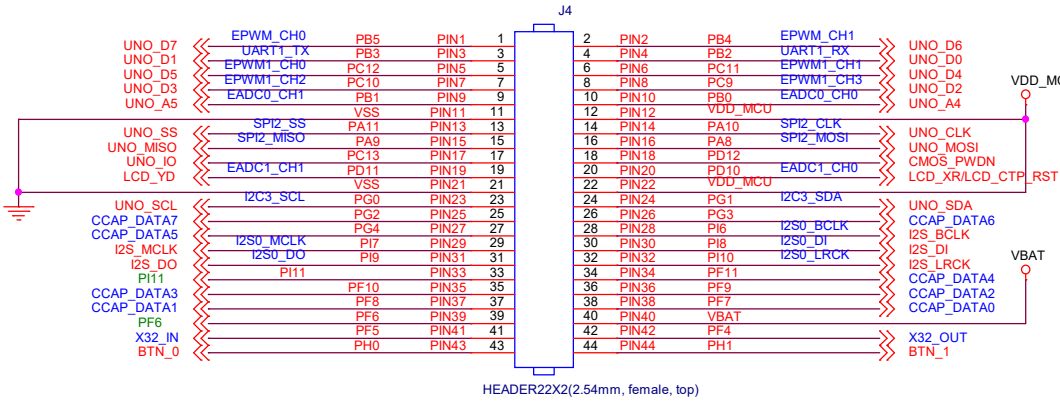 J4
UNO_D7 EPWM_CH0 PB5 PIN1 1 2 PIN2 PB4 EPWM_CH1 UNO_D6
UNO_D1 UART1_TX PB3 PIN3 3 4 PIN4 PB2 UART1_RX UNO_D0
UNO_D5 EPWM1_CH0 PC12 PIN5 5 6 PIN6 PC11 EPWM1_CH1 UNO_D4
UNO_D3 EPWM1_CH2 PC10 PIN7 7 8 PIN8 PC9 EPWM1_CH3 UNO_D2
UNO_A5 EADC0_CH1 PB1 PIN9 9 10 PIN10 PB0 EADC0_CH0 UNO_A4
VSS PIN11 11 12 PIN12 VDD_MCU
UNO_SS SPI2_SS PA11 PIN13 13 14 PIN14 PA10 SPI2_CLK UNO_CLK
UNO_MISO SPI2_MISO PA9 PIN15 15 16 PIN16 PA8 SPI2_MOSI UNO_MOSI
UNO_IO PC13 PIN17 17 18 PIN18 PD12 CMOS_PWDN
LCD_YD EADC1_CH1 PD11 PIN19 19 20 PIN20 PD10 EADC1_CH0 LCD_XR/LCD_CTP_RST
VSS PIN21 21 22 PIN22 VDD_MCU
UNO_SCL I2C3_SCL PG0 PIN23 23 24 PIN24 PG1 I2C3_SDA UNO_SDA
CCAP_DATA7 PG2 PIN25 25 26 PIN26 PG3 CCAP_DATA6
CCAP_DATA5 PG4 PIN27 27 28 PIN28 PI6 I2S0_BCLK I2S_BCLK
I2S_MCLK I2S0_MCLK PI7 PIN29 29 30 PIN30 PI8 I2S0_DI I2S_DI
I2S_DO I2S0_DO PI9 PIN31 31 32 PIN32 PI10 I2S0_LRCK I2S_LRCK
PI11 PI11 PIN33 33 34 PIN34 PF11 CCAP_DATA4
CCAP_DATA3 PF10 PIN35 35 36 PIN36 PF9 CCAP_DATA2
CCAP_DATA1 PF8 PIN37 37 38 PIN38 PF7 CCAP_DATA0
PF6 PF6 PIN39 39 40 PIN40 VBAT
X32_IN PF5 PIN41 41 42 PIN42 PF4 X32_OUT
BTN_0 PH0 PIN43 43 44 PIN44 PH1 BTN_1
VBAT
HEADER22X2(2.54mm, female, top)